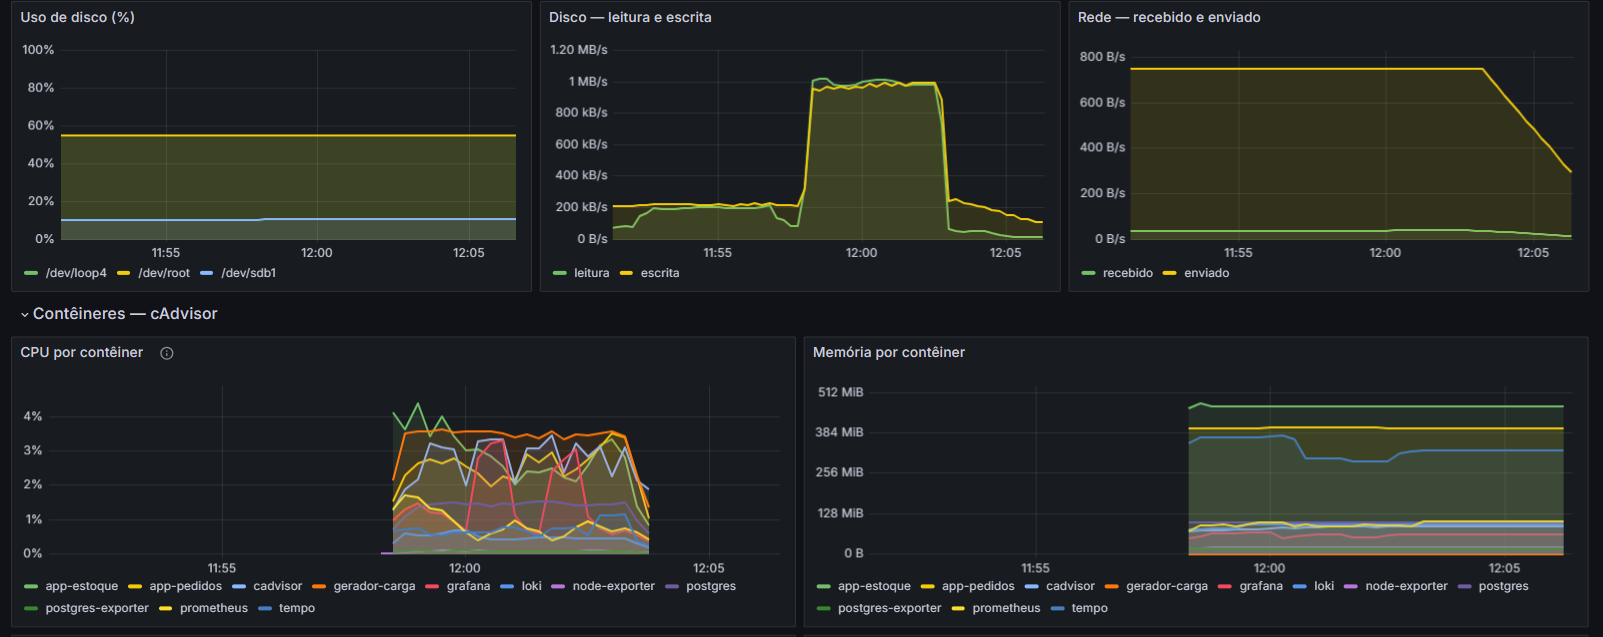 Uso de disco (%)
100%
80%
60%
40%
20%
0%
11:55 12:00 12:05
/dev/loop4 /dev/root /dev/sdb1
Disco — leitura e escrita
1.20 MB/s
1 MB/s
800 kB/s
600 kB/s
400 kB/s
200 kB/s
0 B/s
11:55 12:00 12:05
leitura escrita
Rede — recebido e enviado
800 B/s
600 B/s
400 B/s
200 B/s
0 B/s
11:55 12:00 12:05
recebido enviado
Contêineres — cAdvisor
CPU por contêiner
4%
3%
2%
1%
0%
11:55 12:00 12:05
app-estoque app-pedidos cadvisor gerador-carga grafana loki node-exporter postgres
postgres-exporter prometheus tempo
Memória por contêiner
512 MiB
384 MiB
256 MiB
128 MiB
0 B
11:55 12:00 12:05
app-estoque app-pedidos cadvisor gerador-carga grafana loki node-exporter postgres
postgres-exporter prometheus tempo